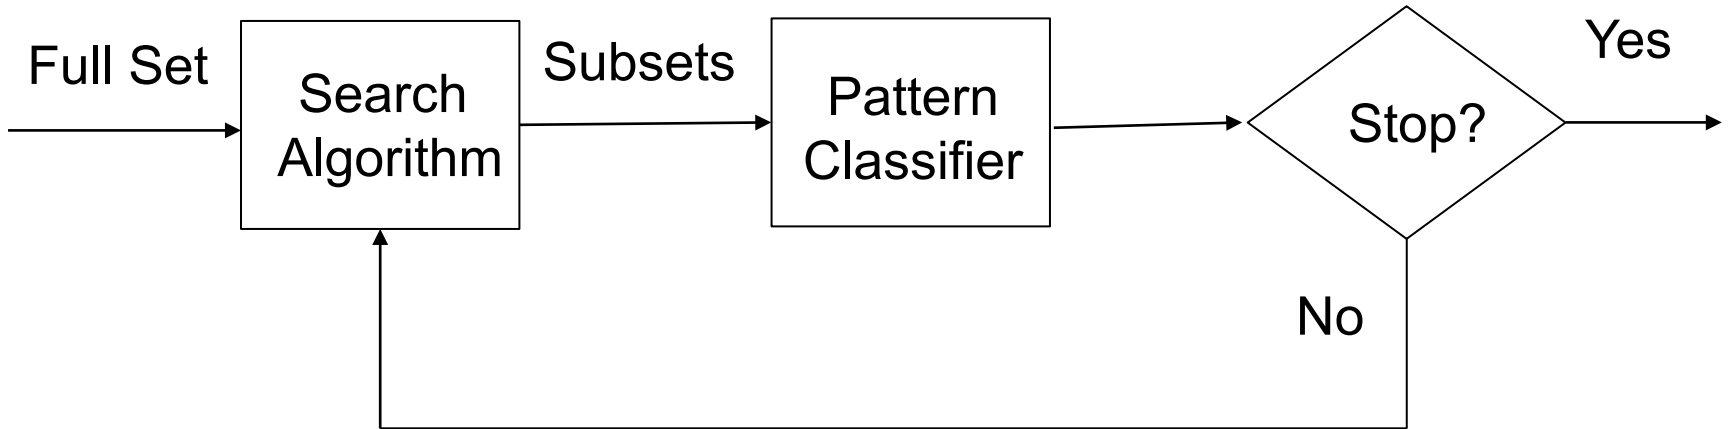 Full Set
Search
Algorithm
Subsets
Pattern
Classifier
Stop?
Yes
No